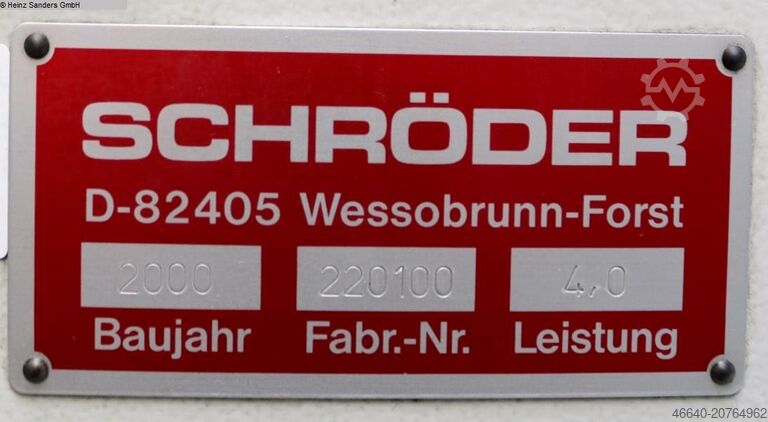 © Heinz Sanders GmbH
SCHRÖDER
D-82405 Wessobrunn-Forst
2000 220100 4,0
Baujahr Fabr.-Nr. Leistung
46640-20764962